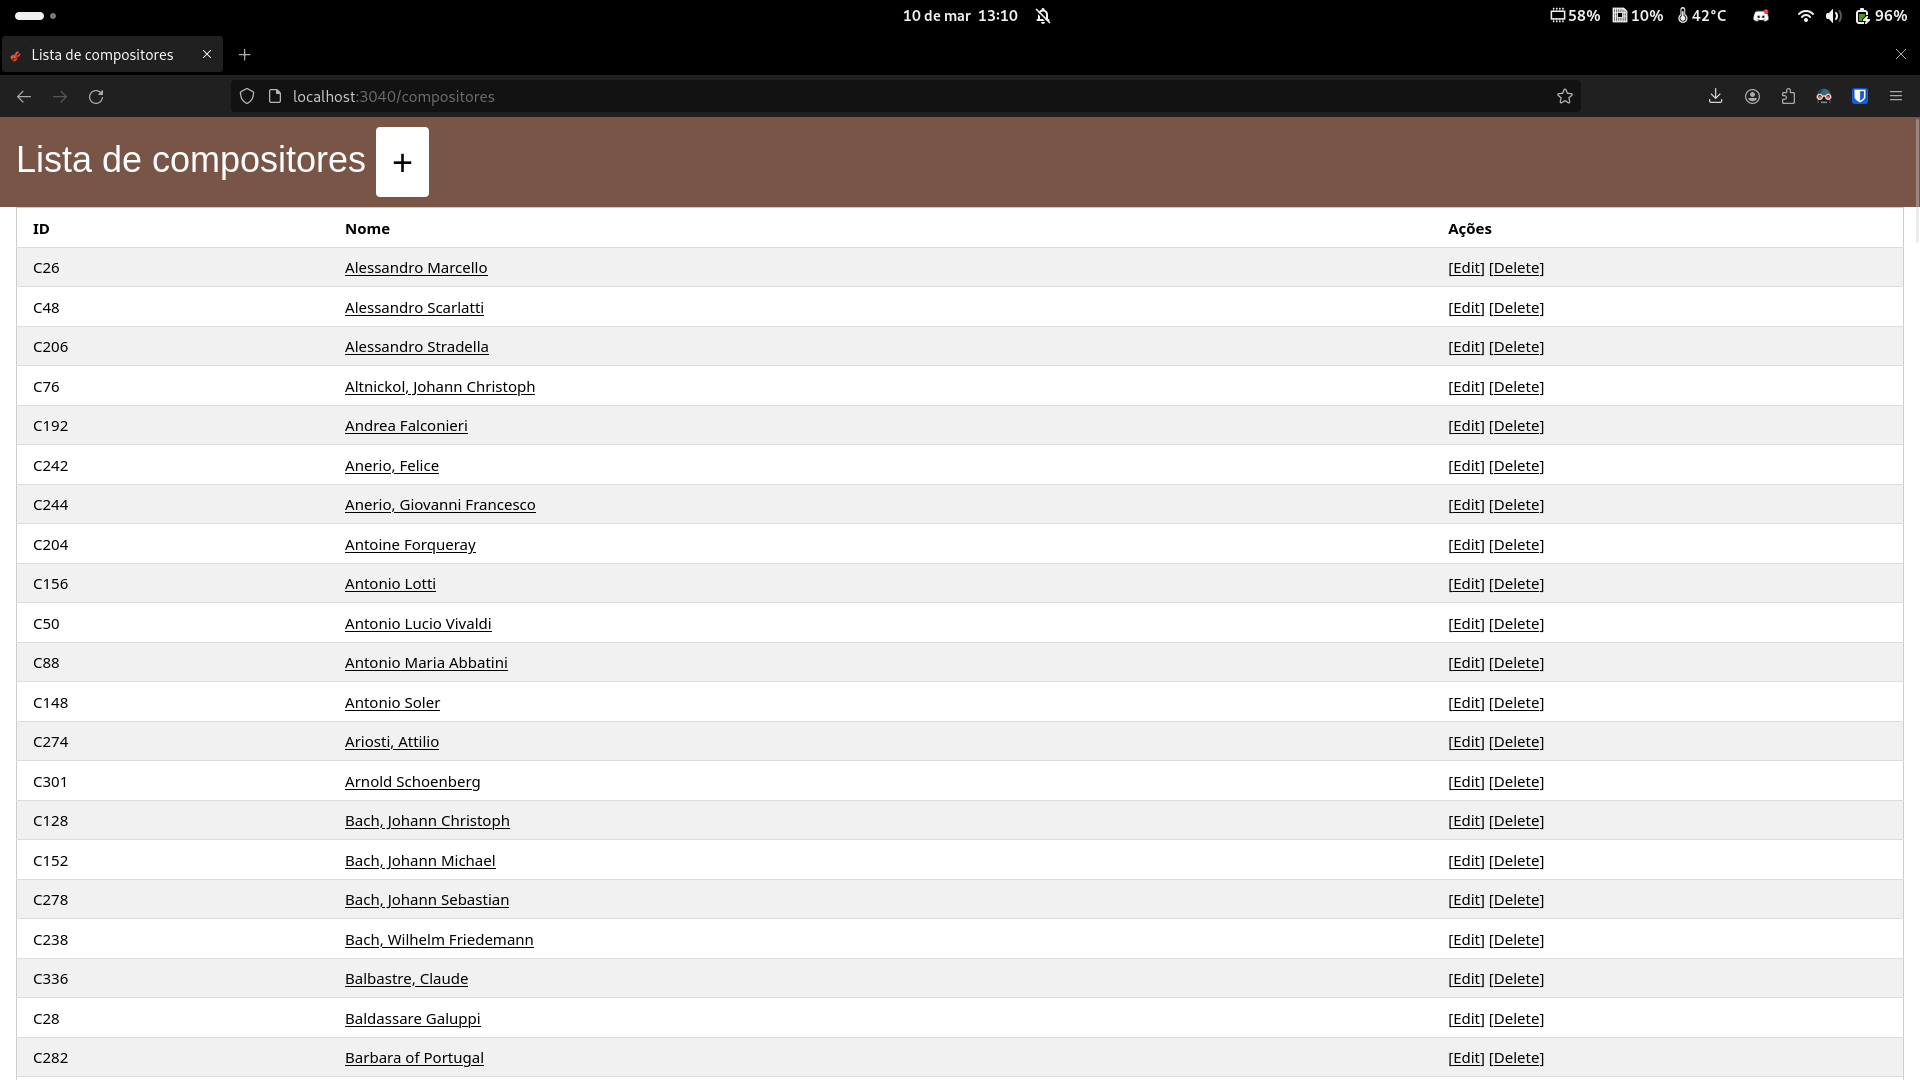 10 de mar 13:10 58% 10% 42°C 96%
Lista de compositores
localhost:3040/compositores
Lista de compositores +
ID Nome Ações
C26 Alessandro Marcello [Edit] [Delete]
C48 Alessandro Scarlatti [Edit] [Delete]
C206 Alessandro Stradella [Edit] [Delete]
C76 Altnickol, Johann Christoph [Edit] [Delete]
C192 Andrea Falconieri [Edit] [Delete]
C242 Anerio, Felice [Edit] [Delete]
C244 Anerio, Giovanni Francesco [Edit] [Delete]
C204 Antoine Forqueray [Edit] [Delete]
C156 Antonio Lotti [Edit] [Delete]
C50 Antonio Lucio Vivaldi [Edit] [Delete]
C88 Antonio Maria Abbatini [Edit] [Delete]
C148 Antonio Soler [Edit] [Delete]
C274 Ariosti, Attilio [Edit] [Delete]
C301 Arnold Schoenberg [Edit] [Delete]
C128 Bach, Johann Christoph [Edit] [Delete]
C152 Bach, Johann Michael [Edit] [Delete]
C278 Bach, Johann Sebastian [Edit] [Delete]
C238 Bach, Wilhelm Friedemann [Edit] [Delete]
C336 Balbastre, Claude [Edit] [Delete]
C28 Baldassare Galuppi [Edit] [Delete]
C282 Barbara of Portugal [Edit] [Delete]